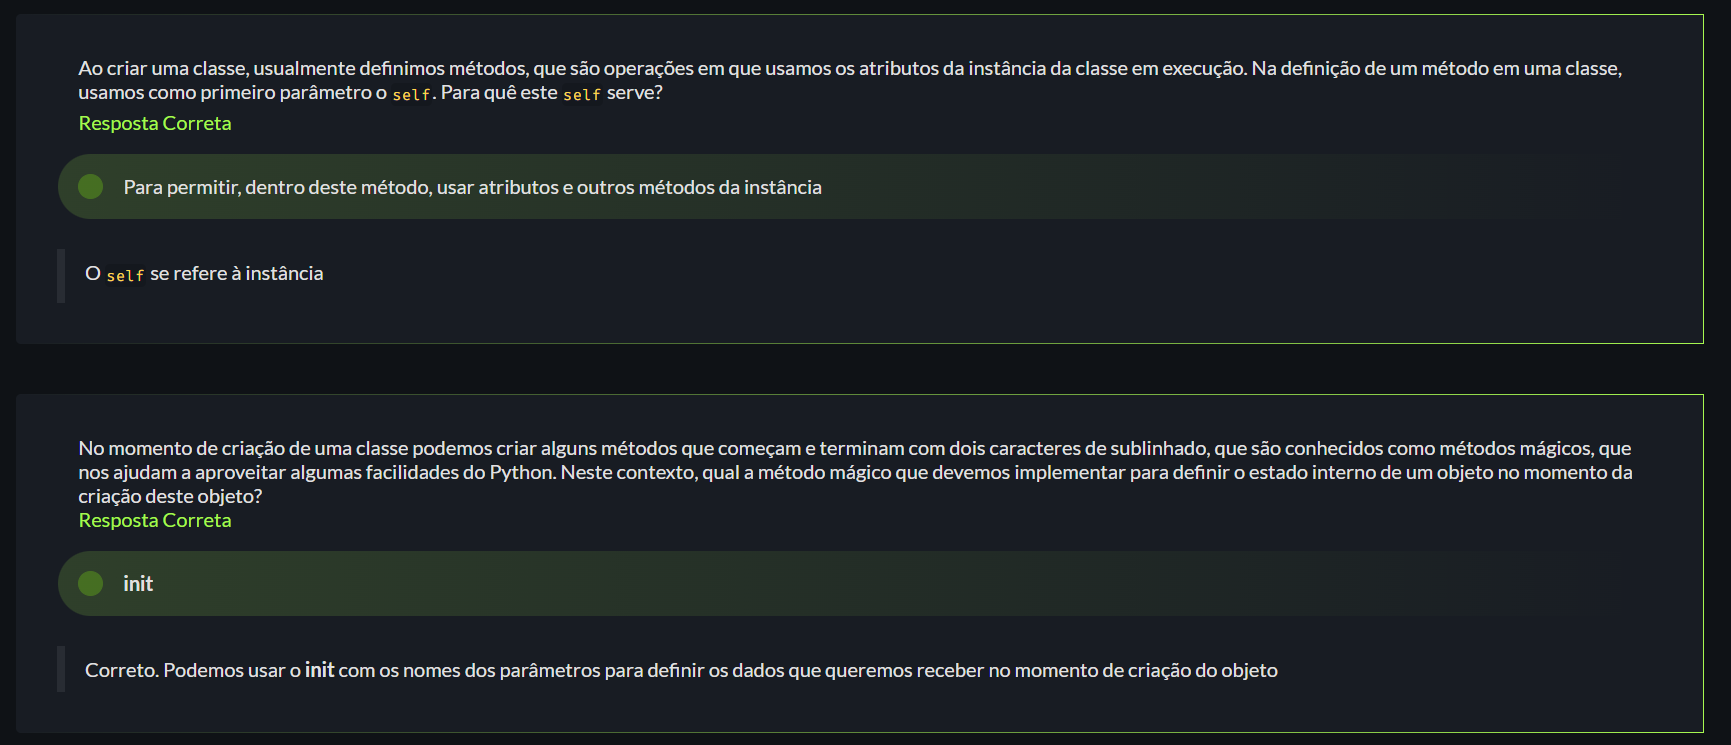 Ao criar uma classe, usualmente definimos métodos, que são operações em que usamos os atributos da instância da classe em execução. Na definição de um método em uma classe,
usamos como primeiro parâmetro o self. Para quê este self serve?
Resposta Correta
Para permitir, dentro deste método, usar atributos e outros métodos da instância
O self se refere à instância
No momento de criação de uma classe podemos criar alguns métodos que começam e terminam com dois caracteres de sublinhado, que são conhecidos como métodos mágicos, que
nos ajudam a aproveitar algumas facilidades do Python. Neste contexto, qual a método mágico que devemos implementar para definir o estado interno de um objeto no momento da
criação deste objeto?
Resposta Correta
init
Correto. Podemos usar o init com os nomes dos parâmetros para definir os dados que queremos receber no momento de criação do objeto